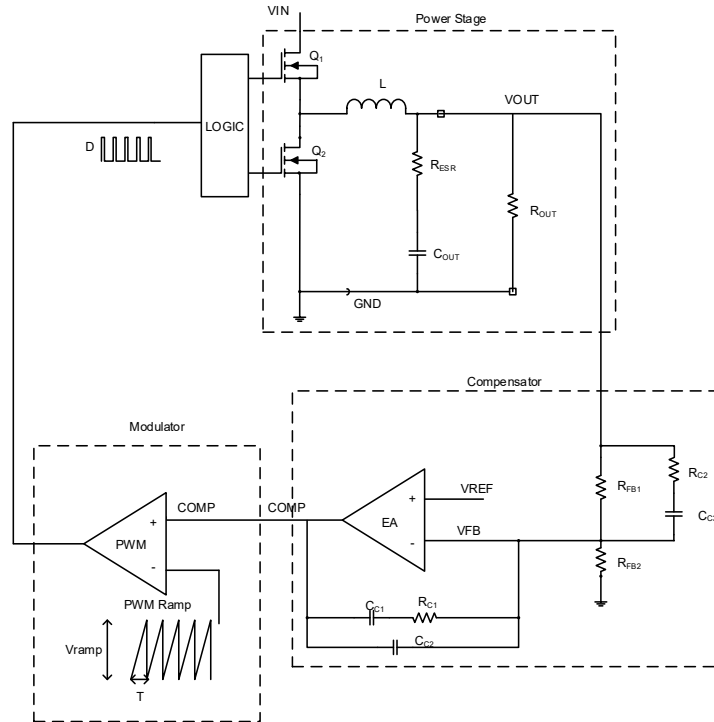 VIN
Power Stage
Q1
L
VOUT
LOGIC
D
Q2
RESR
ROUT
COUT
GND
Compensator
Modulator
RC2
RFB1
VREF
COMP
COMP
+
+
EA
VFB
PWM
-
-
RFB2
PWM Ramp
CC1
RC1
CC2
Vramp
T